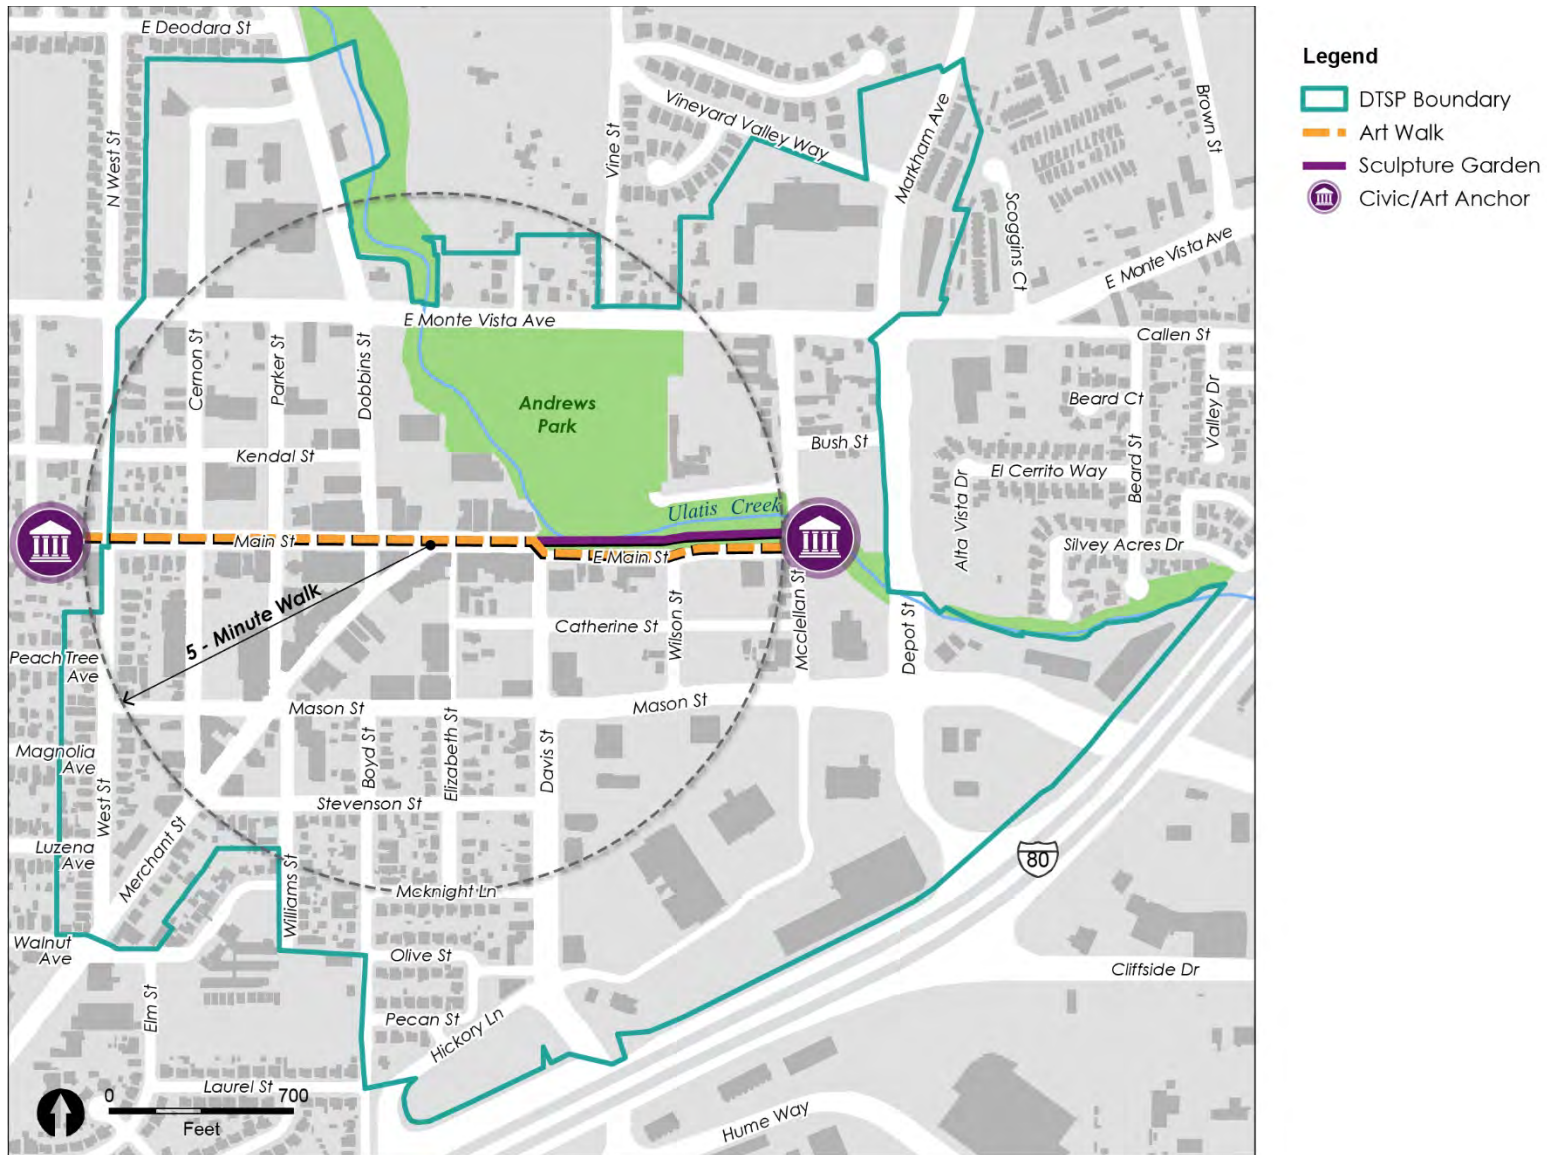 E Deodara St
N West St
Vine St
Vineyard Valley Way
Markham Ave
Brown St
Scoggins Ct
E Monte Vista Ave
E Monte Vista Ave
Callen St
Cernon St
Parker St
Dobbins St
Andrews
Park
Beard Ct
Valley Dr
Bush St
Kendal St
El Cerrito Way
Beard St
Alta Vista Dr
Ulatis Creek
Main St
E Main St
Silvey Acres Dr
5 - Minute Walk
Catherine St
Wilson St
Mcclellan St
Depot St
Peach Tree
Ave
Mason St
Mason St
Magnolia
Ave
West St
Boyd St
Elizabeth St
Davis St
Stevenson St
Luzena
Ave
Merchant St
Williams St
Mcknight Ln
80
Walnut
Ave
Olive St
Cliffside Dr
Elm St
Pecan St
Hickory Ln
Laurel St
Hume Way
0
700
Feet
Legend
DTSP Boundary
Art Walk
Sculpture Garden
Civic/Art Anchor